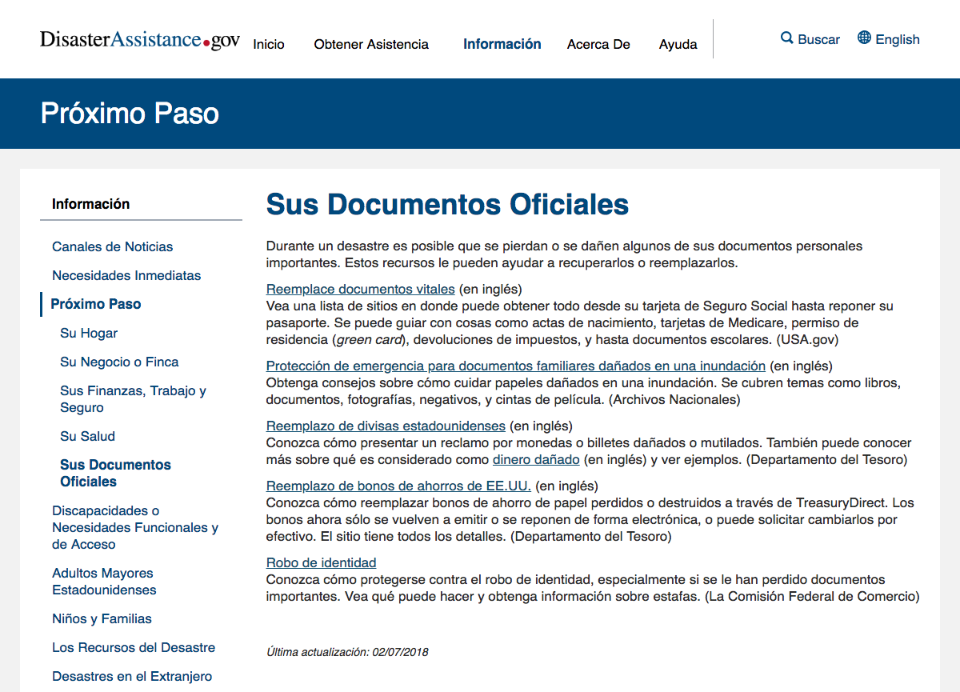 DisasterAssistance.gov
Inicio
Obtener Asistencia
Información
Acerca De
Ayuda
Buscar
English
Próximo Paso
Información
Canales de Noticias
Necesidades Inmediatas
Próximo Paso
Su Hogar
Su Negocio o Finca
Sus Finanzas, Trabajo y
Seguro
Su Salud
Sus Documentos
Oficiales
Discapacidades o
Necesidades Funcionales y
de Acceso
Adultos Mayores
Estadounidenses
Niños y Familias
Los Recursos del Desastre
Desastres en el Extranjero
Sus Documentos Oficiales
Durante un desastre es posible que se pierdan o se dañen algunos de sus documentos personales
importantes. Estos recursos le pueden ayudar a recuperarlos o reemplazarlos.
Reemplace documentos vitales (en inglés)
Vea una lista de sitios en donde puede obtener todo desde su tarjeta de Seguro Social hasta reponer su
pasaporte. Se puede guiar con cosas como actas de nacimiento, tarjetas de Medicare, permiso de
residencia (green card), devoluciones de impuestos, y hasta documentos escolares. (USA.gov)
Protección de emergencia para documentos familiares dañados en una inundación (en inglés)
Obtenga consejos sobre cómo cuidar papeles dañados en una inundación. Se cubren temas como libros,
documentos, fotografías, negativos, y cintas de película. (Archivos Nacionales)
Reemplazo de divisas estadounidenses (en inglés)
Conozca cómo presentar un reclamo por monedas o billetes dañados o mutilados. También puede conocer
más sobre qué es considerado como dinero dañado (en inglés) y ver ejemplos. (Departamento del Tesoro)
Reemplazo de bonos de ahorros de EE.UU. (en inglés)
Conozca cómo reemplazar bonos de ahorro de papel perdidos o destruidos a través de TreasuryDirect. Los
bonos ahora sólo se vuelven a emitir o se reponen de forma electrónica, o puede solicitar cambiarlos por
efectivo. El sitio tiene todos los detalles. (Departamento del Tesoro)
Robo de identidad
Conozca cómo protegerse contra el robo de identidad, especialmente si se le han perdido documentos
importantes. Vea qué puede hacer y obtenga información sobre estafas. (La Comisión Federal de Comercio)
Última actualización: 02/07/2018